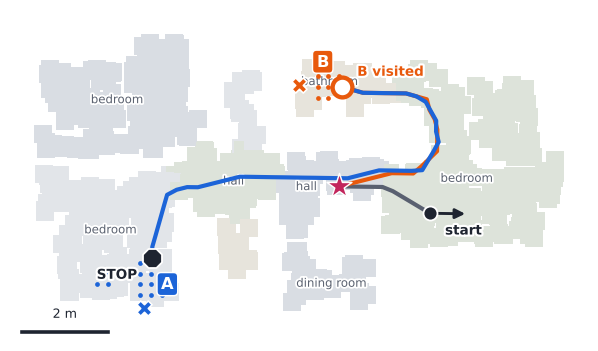 B
B visited
bathroom
bedroom
hall
hall
bedroom
bedroom
start
STOP
A
dining room
2 m